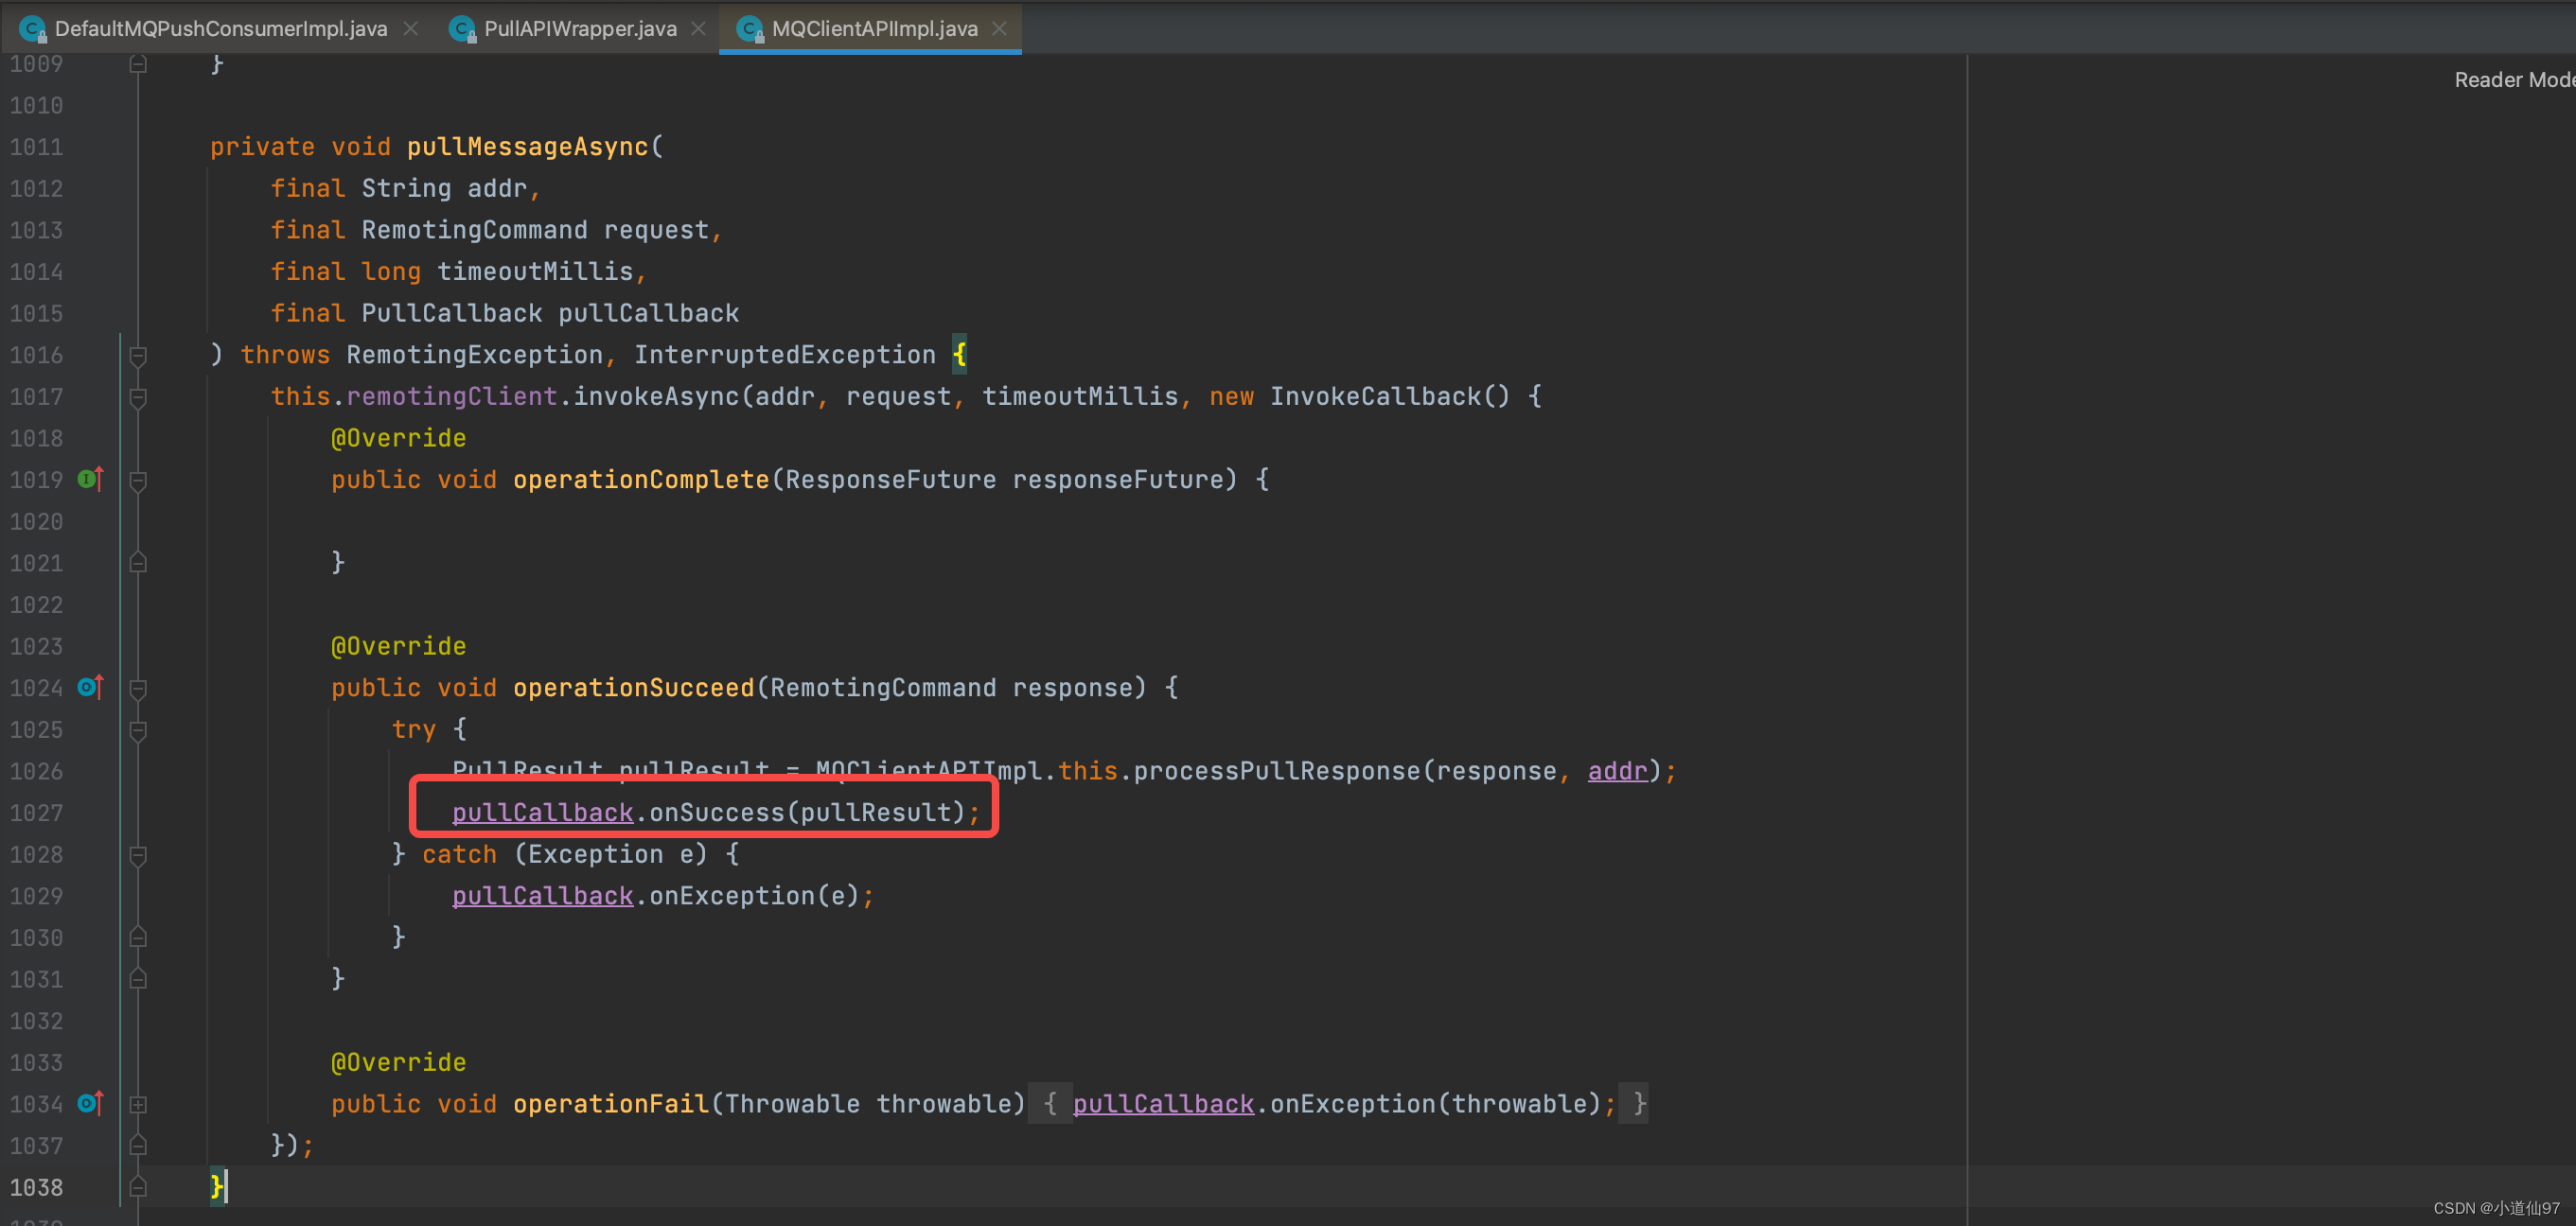 DefaultMQPushConsumerImpl.java
PullAPIWrapper.java
MQClientAPIImpl.java
Reader Mode
1009 }
1010
1011 private void pullMessageAsync(
1012 final String addr,
1013 final RemotingCommand request,
1014 final long timeoutMillis,
1015 final PullCallback pullCallback
1016 ) throws RemotingException, InterruptedException {
1017 this.remotingClient.invokeAsync(addr, request, timeoutMillis, new InvokeCallback() {
1018 @Override
1019 public void operationComplete(ResponseFuture responseFuture) {
1020
1021 }
1022
1023 @Override
1024 public void operationSucceed(RemotingCommand response) {
1025 try {
1026 PullResult pullResult = MQClientAPIImpl.this.processPullResponse(response, addr);
1027 pullCallback.onSuccess(pullResult);
1028 } catch (Exception e) {
1029 pullCallback.onException(e);
1030 }
1031 }
1032
1033 @Override
1034 public void operationFail(Throwable throwable) { pullCallback.onException(throwable); }
1037 });
1038 }
1039
CSDN @小道仙97